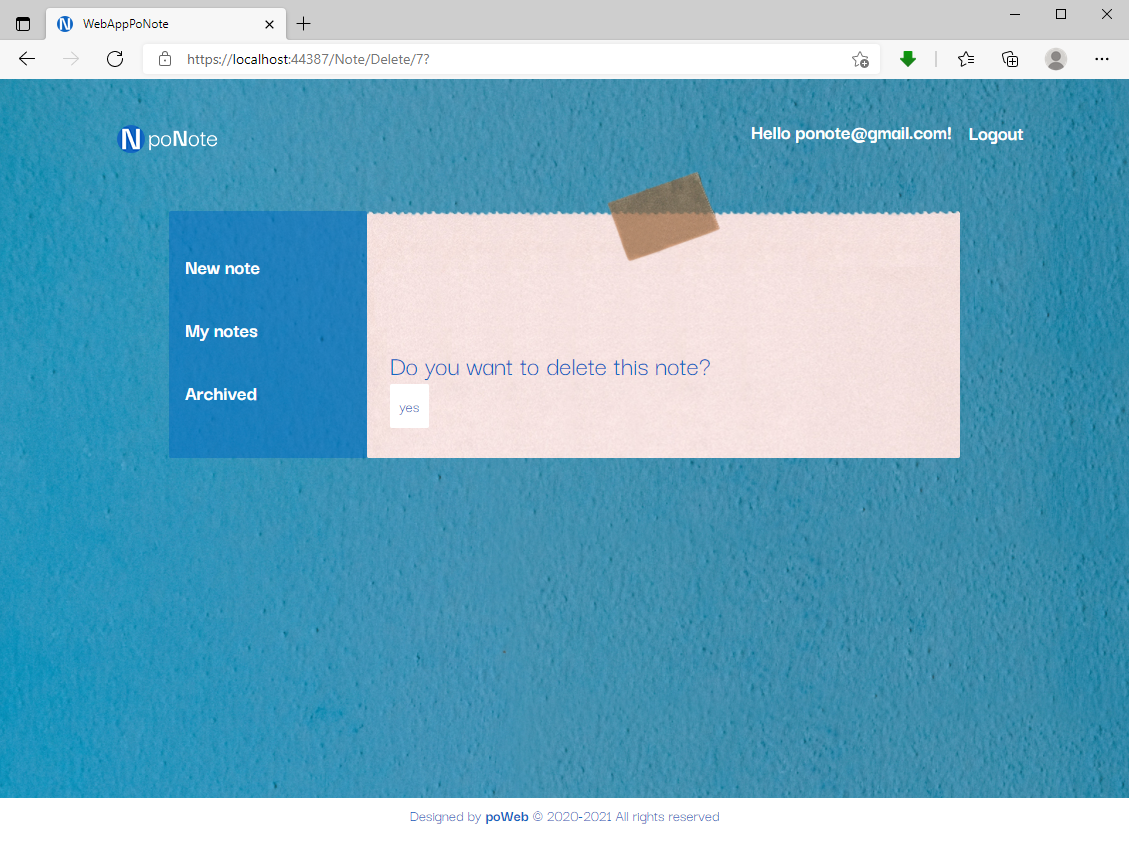 WebAppPoNote
https://localhost:44387/Note/Delete/7?
N poNote
Hello ponote@gmail.com!
Logout
New note
My notes
Archived
Do you want to delete this note?
yes
Designed by poWeb © 2020-2021 All rights reserved